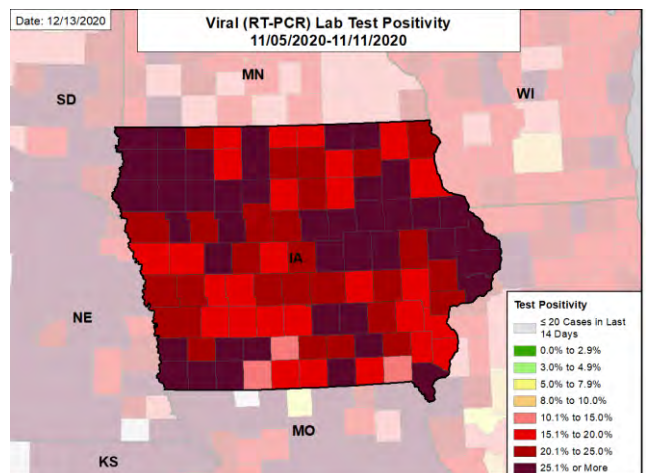 Date: 12/13/2020
Viral (RT-PCR) Lab Test Positivity
11/05/2020-11/11/2020
MN
SD
WI
IA
NE
MO
KS
Test Positivity
≤ 20 Cases in Last
14 Days
0.0% to 2.9%
3.0% to 4.9%
5.0% to 7.9%
8.0% to 10.0%
10.1% to 15.0%
15.1% to 20.0%
20.1% to 25.0%
25.1% or More